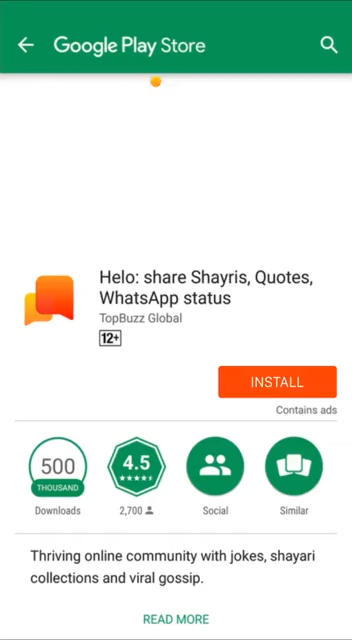 Google Play Store
Helo: share Shayris, Quotes,
WhatsApp status
TopBuzz Global
12+
INSTALL
Contains ads
500
THOUSAND
4.5
Downloads
2,700
Social
Similar
Thriving online community with jokes, shayari
collections and viral gossip.
READ MORE